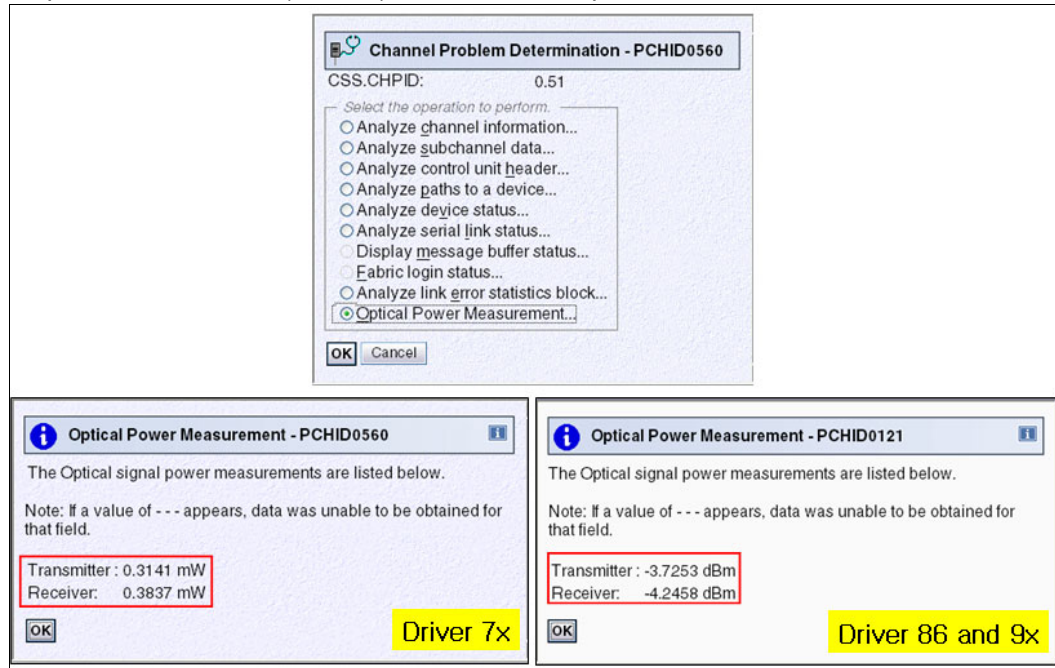 Channel Problem Determination - PCHID0560
CSS.CHPID: 0.51
Select the operation to perform.
Analyze channel information...
Analyze subchannel data...
Analyze control unit header...
Analyze paths to a device...
Analyze device status...
Analyze serial link status...
Display message buffer status...
Fabric login status...
Analyze link error statistics block...
Optical Power Measurement...
OK Cancel
Optical Power Measurement - PCHID0560
The Optical signal power measurements are listed below.
Note: If a value of - - - appears, data was unable to be obtained for
that field.
Transmitter : 0.3141 mW
Receiver: 0.3837 mW
OK
Driver 7x
Optical Power Measurement - PCHID0121
The Optical signal power measurements are listed below.
Note: If a value of - - - appears, data was unable to be obtained for
that field.
Transmitter : -3.7253 dBm
Receiver: -4.2458 dBm
OK
Driver 86 and 9x